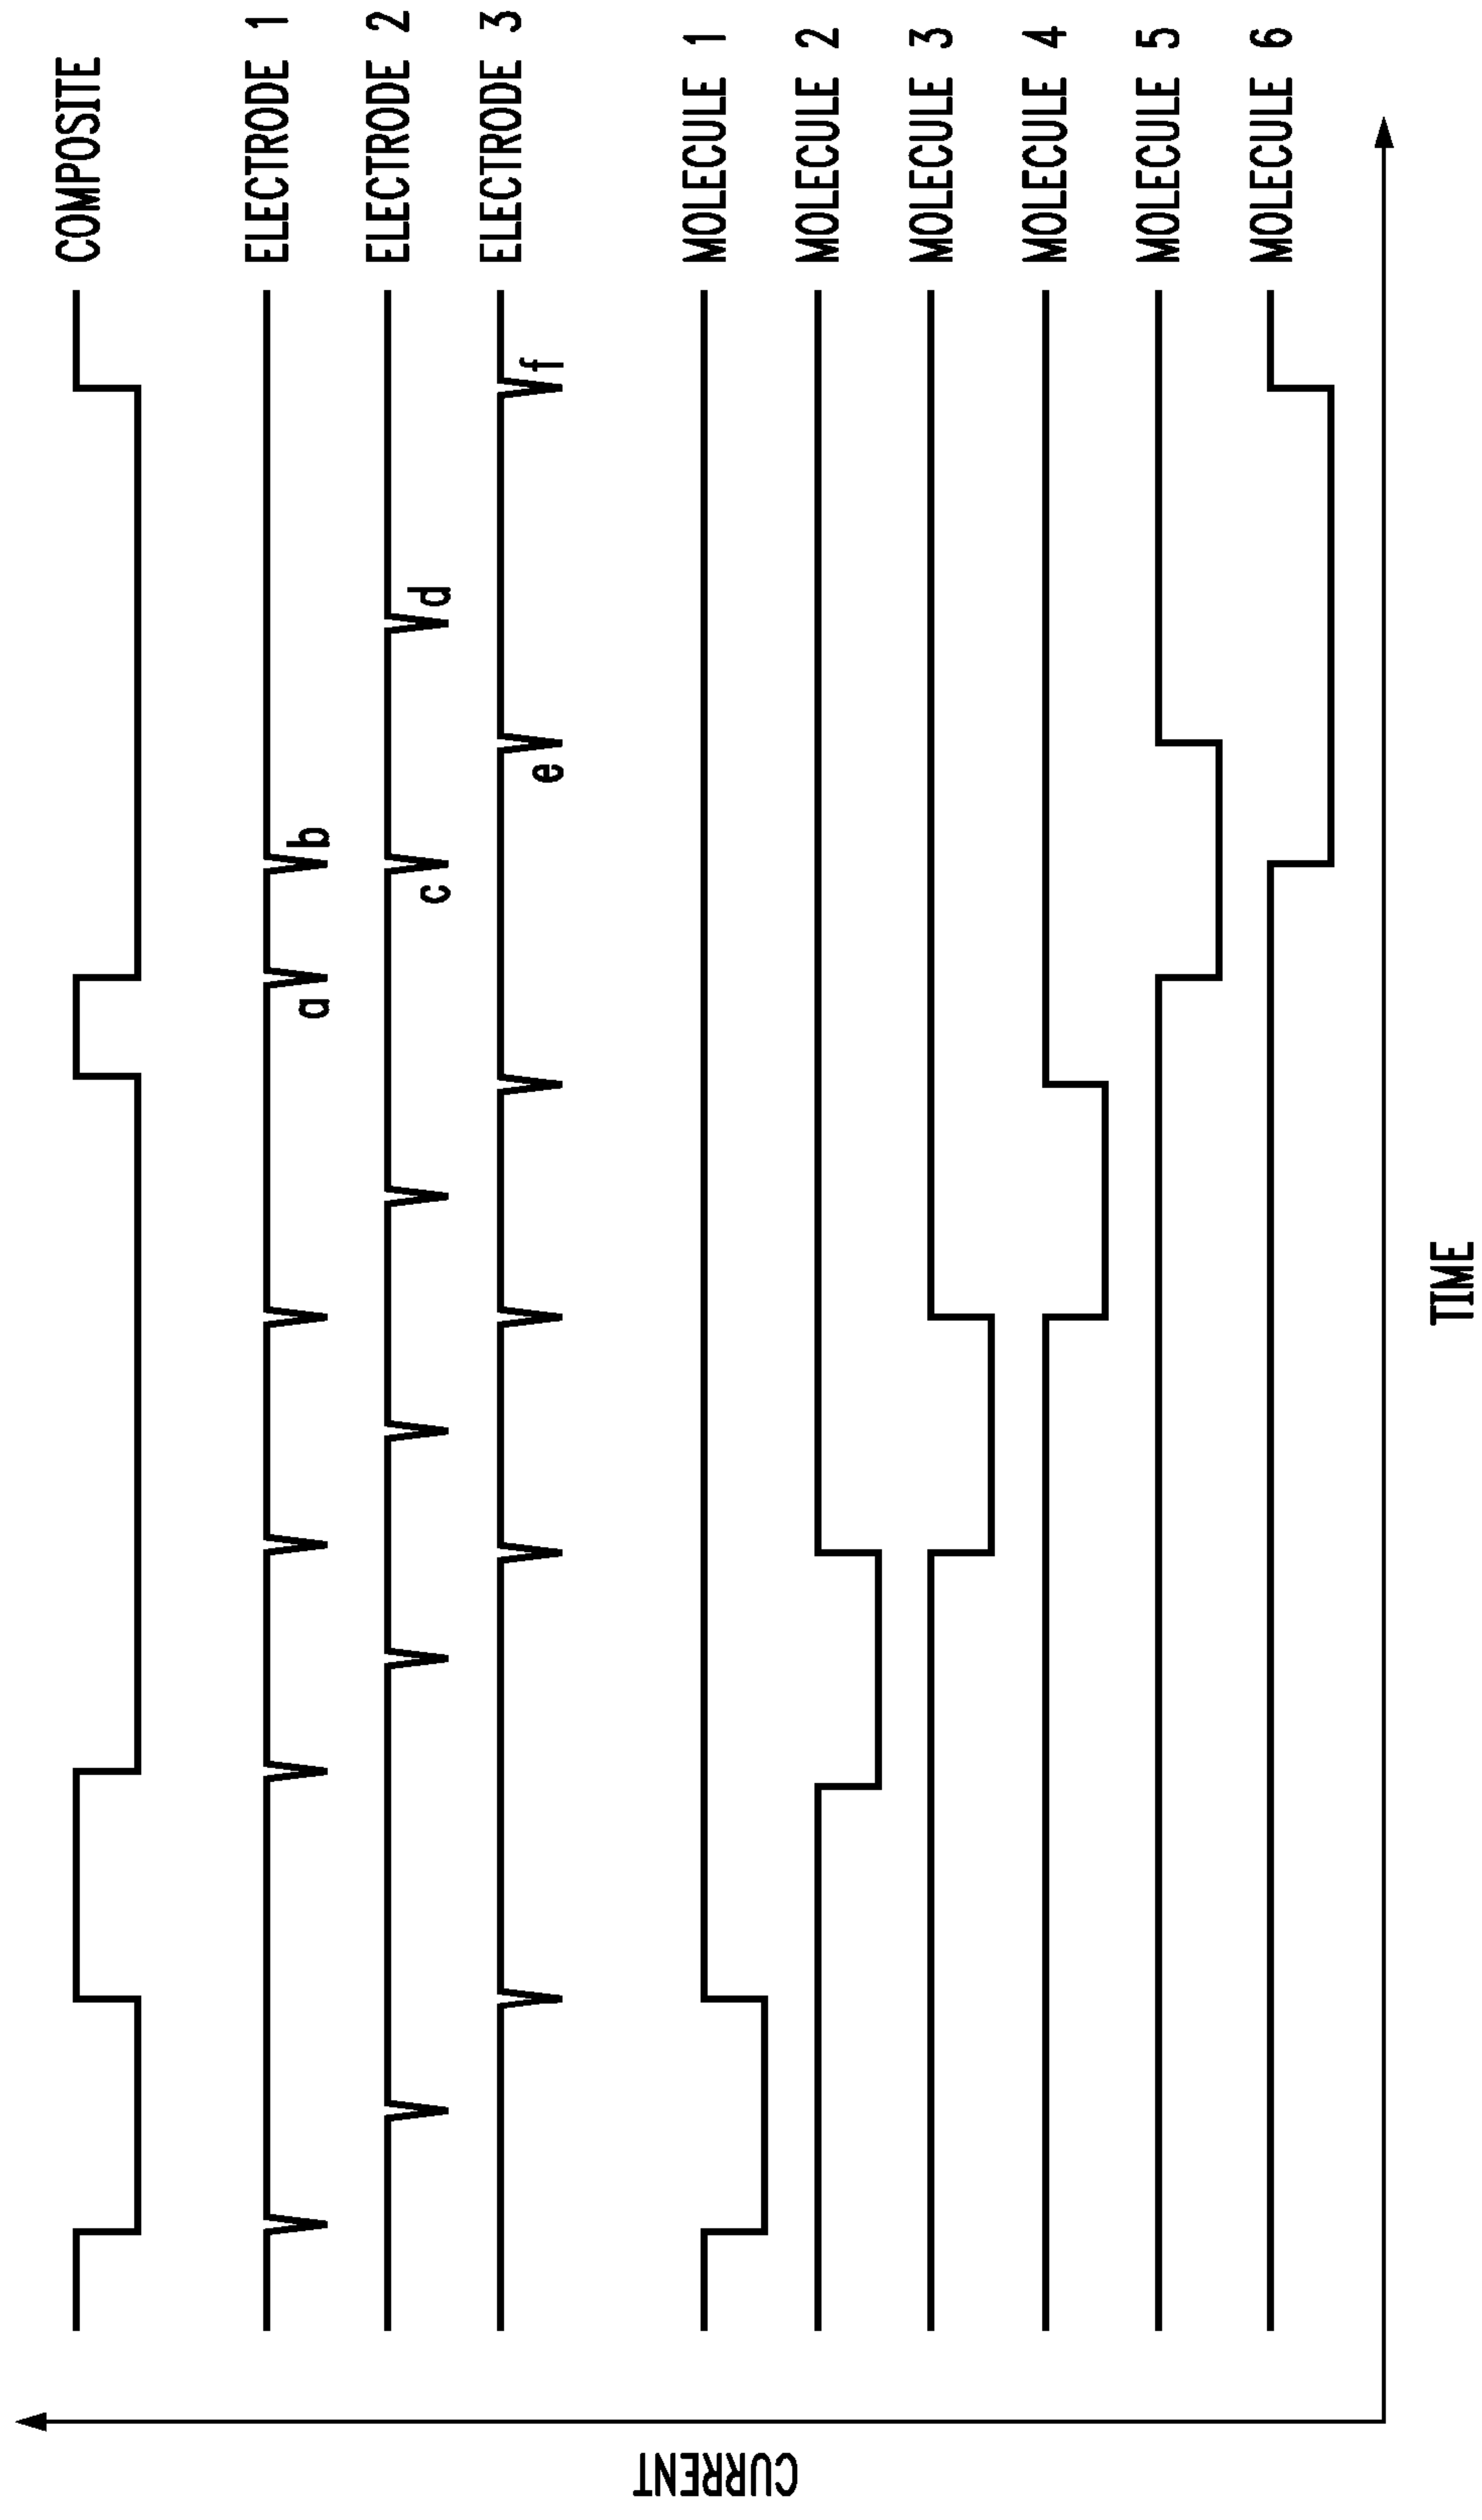 COMPOSITE
ELECTRODE 1
a
b
ELECTRODE 2
c
d
ELECTRODE 3
e
f
MOLECULE 1
MOLECULE 2
MOLECULE 3
MOLECULE 4
MOLECULE 5
MOLECULE 6
TIME
CURRENT